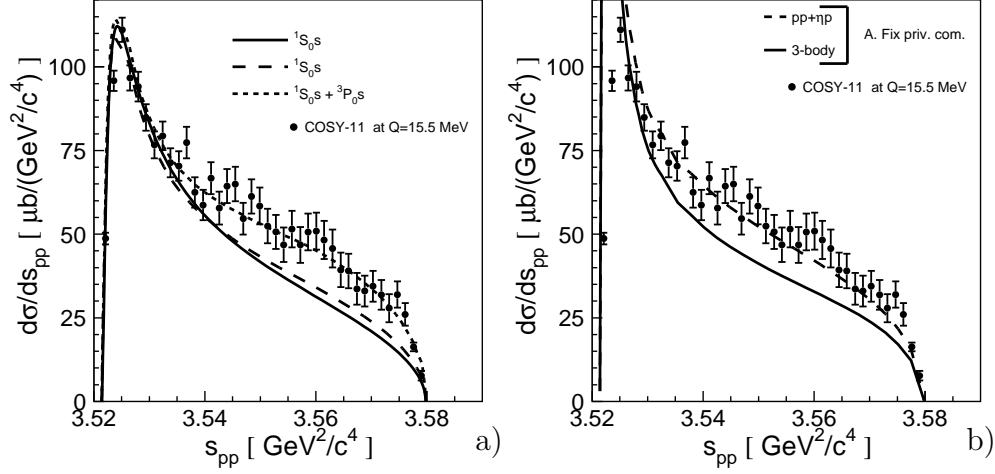 dσ/ds_pp [ μb/(GeV²/c⁴) ]
100
75
50
25
0
¹S₀s
¹S₀s
¹S₀s + ³P₀s
COSY-11 at Q=15.5 MeV
3.52
3.54
3.56
3.58
s_pp [ GeV²/c⁴ ]
a)
dσ/ds_pp [ μb/(GeV²/c⁴) ]
100
75
50
25
0
pp+ηp
3-body
A. Fix priv. com.
COSY-11 at Q=15.5 MeV
3.52
3.54
3.56
3.58
s_pp [ GeV²/c⁴ ]
b)